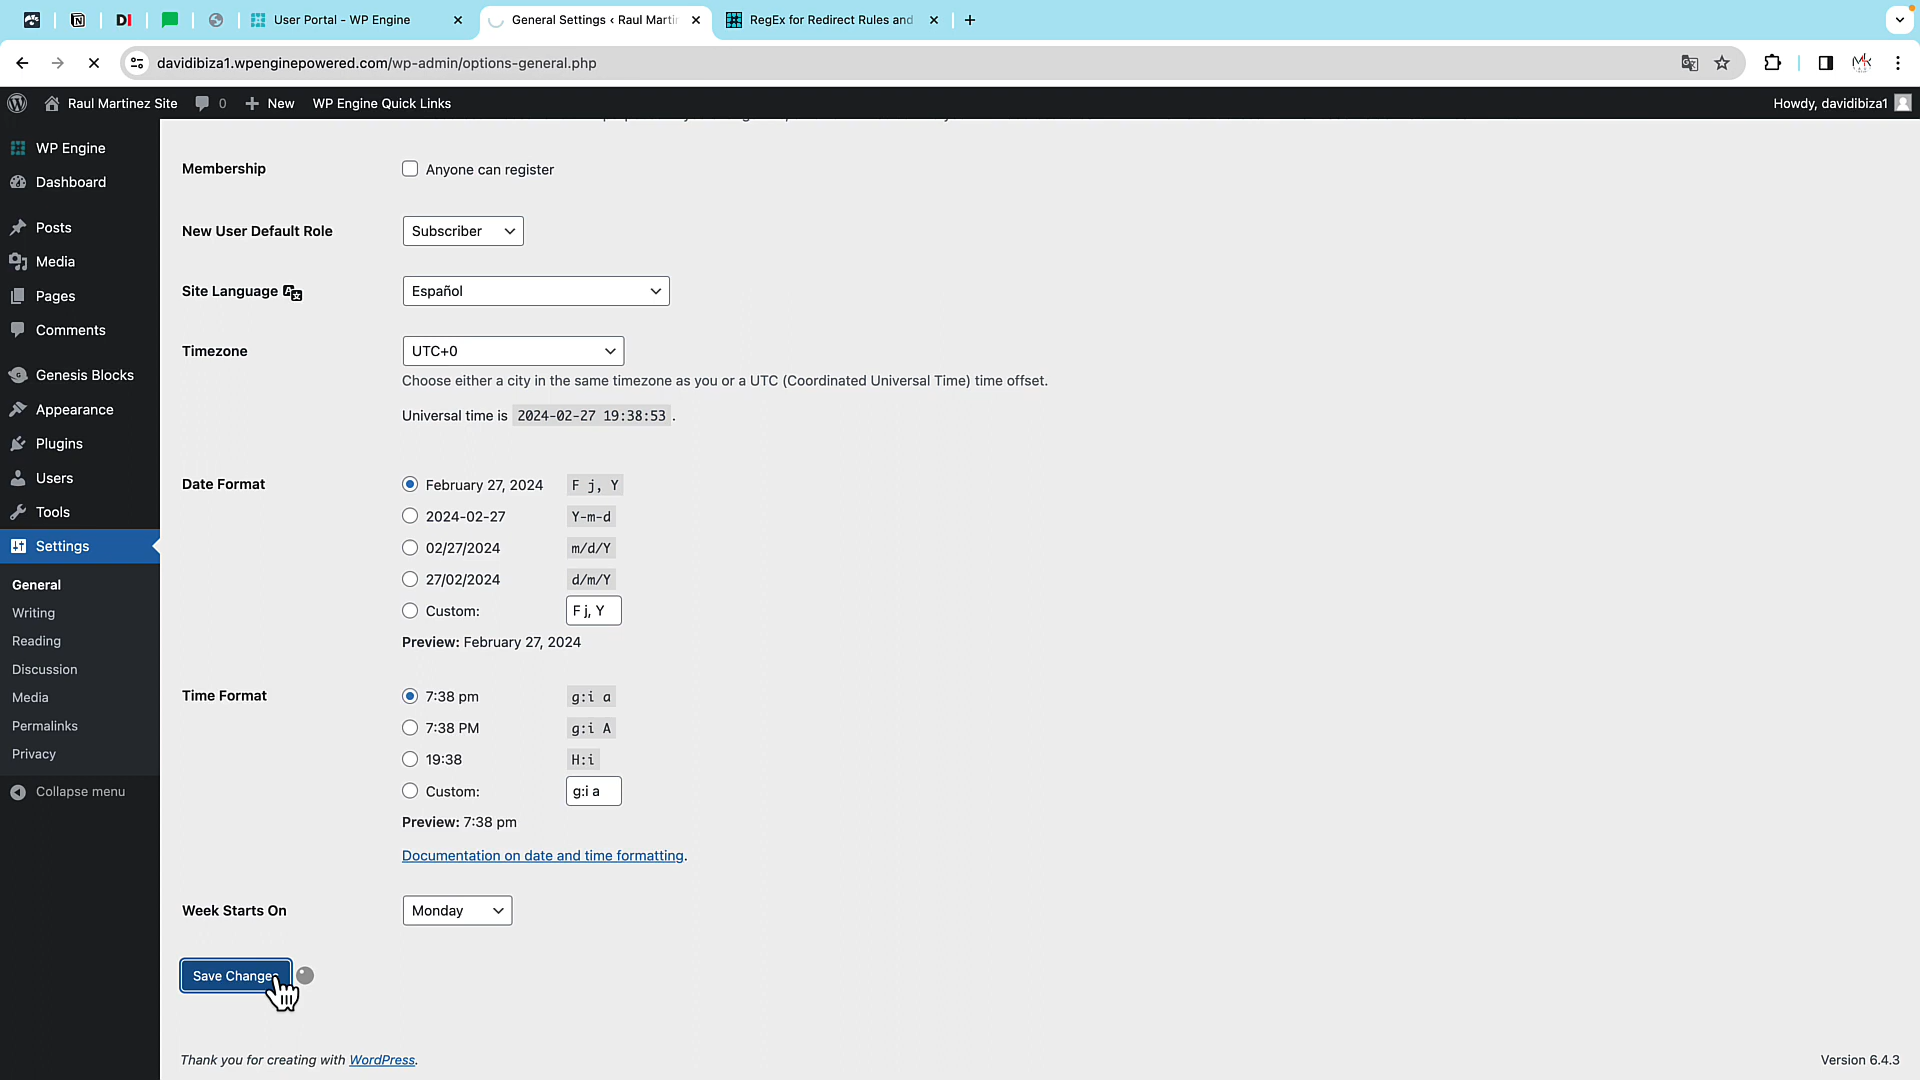 User Portal - WP Engine
General Settings ‹ Raul Martin
RegEx for Redirect Rules and
davidibiza1.wpenginepowered.com/wp-admin/options-general.php
Raul Martinez Site
0
New
WP Engine Quick Links
Howdy, davidibiza1
WP Engine
Dashboard
Posts
Media
Pages
Comments
Genesis Blocks
Appearance
Plugins
Users
Tools
Settings
General
Writing
Reading
Discussion
Media
Permalinks
Privacy
Collapse menu
Membership
Anyone can register
New User Default Role
Subscriber
Site Language
Español
Timezone
UTC+0
Choose either a city in the same timezone as you or a UTC (Coordinated Universal Time) time offset.
Universal time is 2024-02-27 19:38:53 .
Date Format
February 27, 2024 F j, Y
2024-02-27 Y-m-d
02/27/2024 m/d/Y
27/02/2024 d/m/Y
Custom: F j, Y
Preview: February 27, 2024
Time Format
7:38 pm g:i a
7:38 PM g:i A
19:38 H:i
Custom: g:i a
Preview: 7:38 pm
Documentation on date and time formatting.
Week Starts On
Monday
Save Changes
Thank you for creating with WordPress.
Version 6.4.3